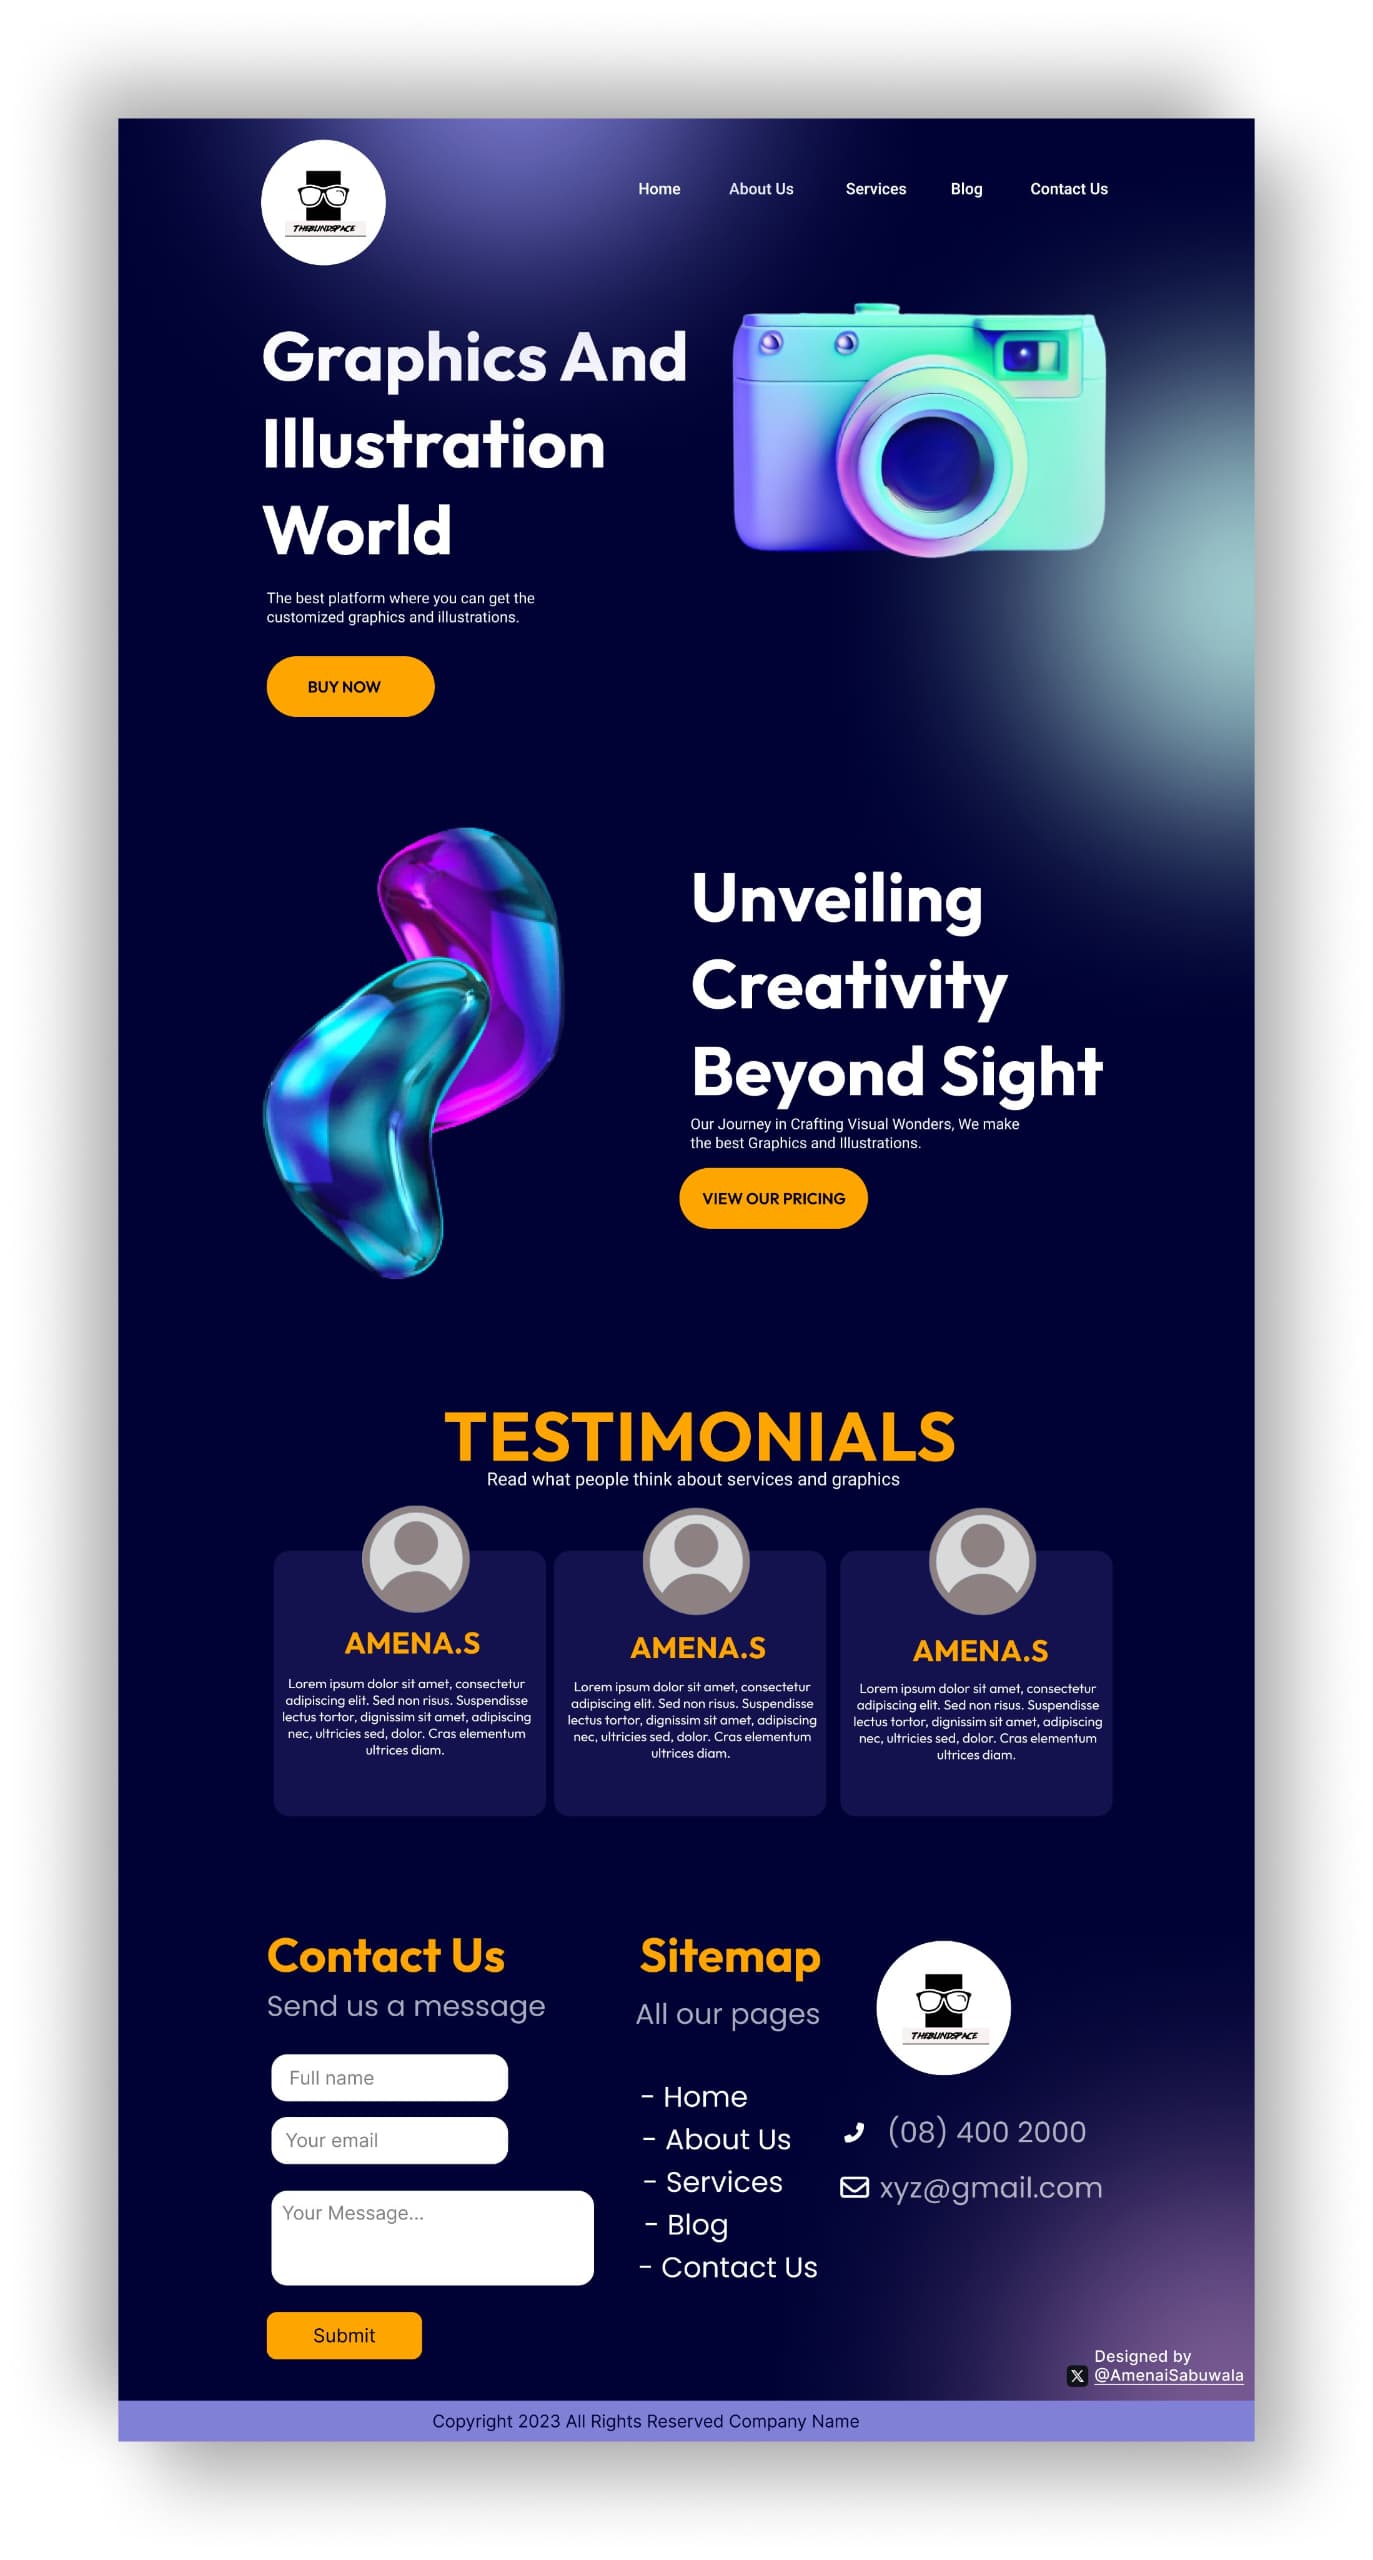 THEBLINDSPACE
Home About Us Services Blog Contact Us
Graphics And
Illustration
World
The best platform where you can get the
customized graphics and illustrations.
BUY NOW
Unveiling
Creativity
Beyond Sight
Our Journey in Crafting Visual Wonders, We make
the best Graphics and Illustrations.
VIEW OUR PRICING
TESTIMONIALS
Read what people think about services and graphics
AMENA.S
Lorem ipsum dolor sit amet, consectetur
adipiscing elit. Sed non risus. Suspendisse
lectus tortor, dignissim sit amet, adipiscing
nec, ultricies sed, dolor. Cras elementum
ultrices diam.
AMENA.S
Lorem ipsum dolor sit amet, consectetur
adipiscing elit. Sed non risus. Suspendisse
lectus tortor, dignissim sit amet, adipiscing
nec, ultricies sed, dolor. Cras elementum
ultrices diam.
AMENA.S
Lorem ipsum dolor sit amet, consectetur
adipiscing elit. Sed non risus. Suspendisse
lectus tortor, dignissim sit amet, adipiscing
nec, ultricies sed, dolor. Cras elementum
ultrices diam.
Contact Us
Send us a message
Full name
Your email
Your Message...
Submit
Sitemap
All our pages
- Home
- About Us
- Services
- Blog
- Contact Us
THEBLINDSPACE
(08) 400 2000
xyz@gmail.com
Designed by
@AmenaiSabuwala
Copyright 2023 All Rights Reserved Company Name